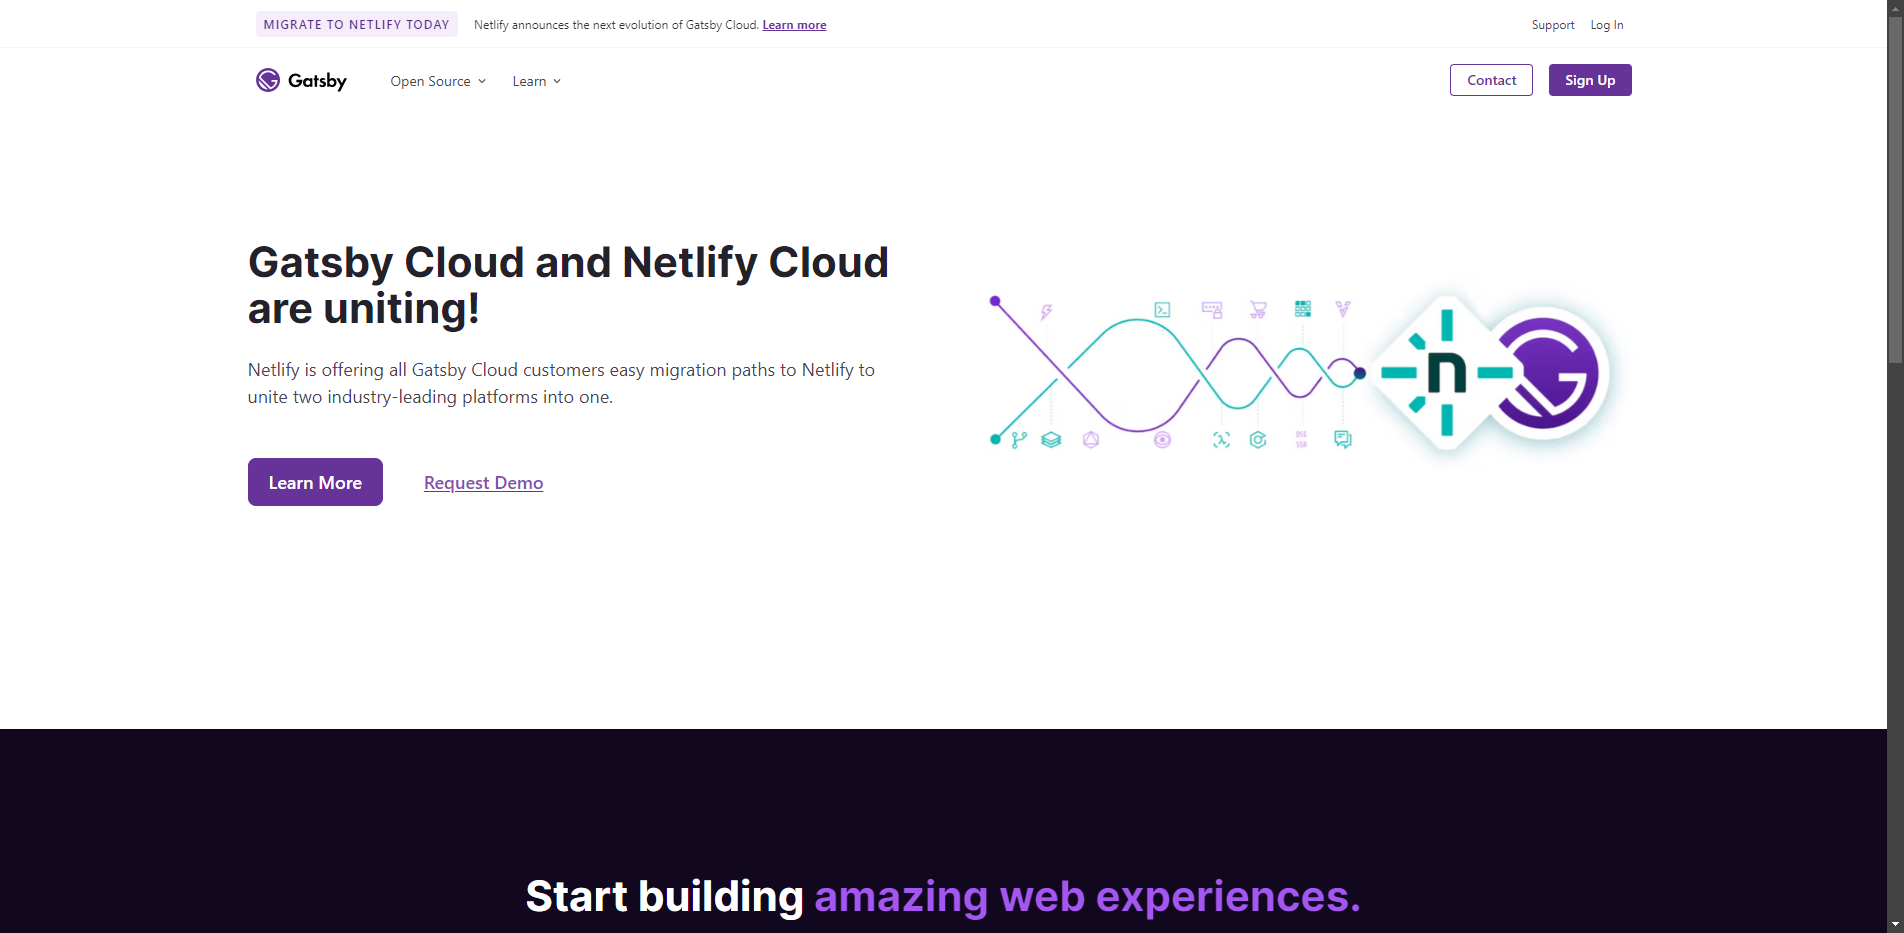 MIGRATE TO NETLIFY TODAY
Netlify announces the next evolution of Gatsby Cloud. Learn more
Support
Log In
Gatsby
Open Source
Learn
Contact
Sign Up
Gatsby Cloud and Netlify Cloud
are uniting!
Netlify is offering all Gatsby Cloud customers easy migration paths to Netlify to
unite two industry-leading platforms into one.
Learn More
Request Demo
n
G
Start building amazing web experiences.